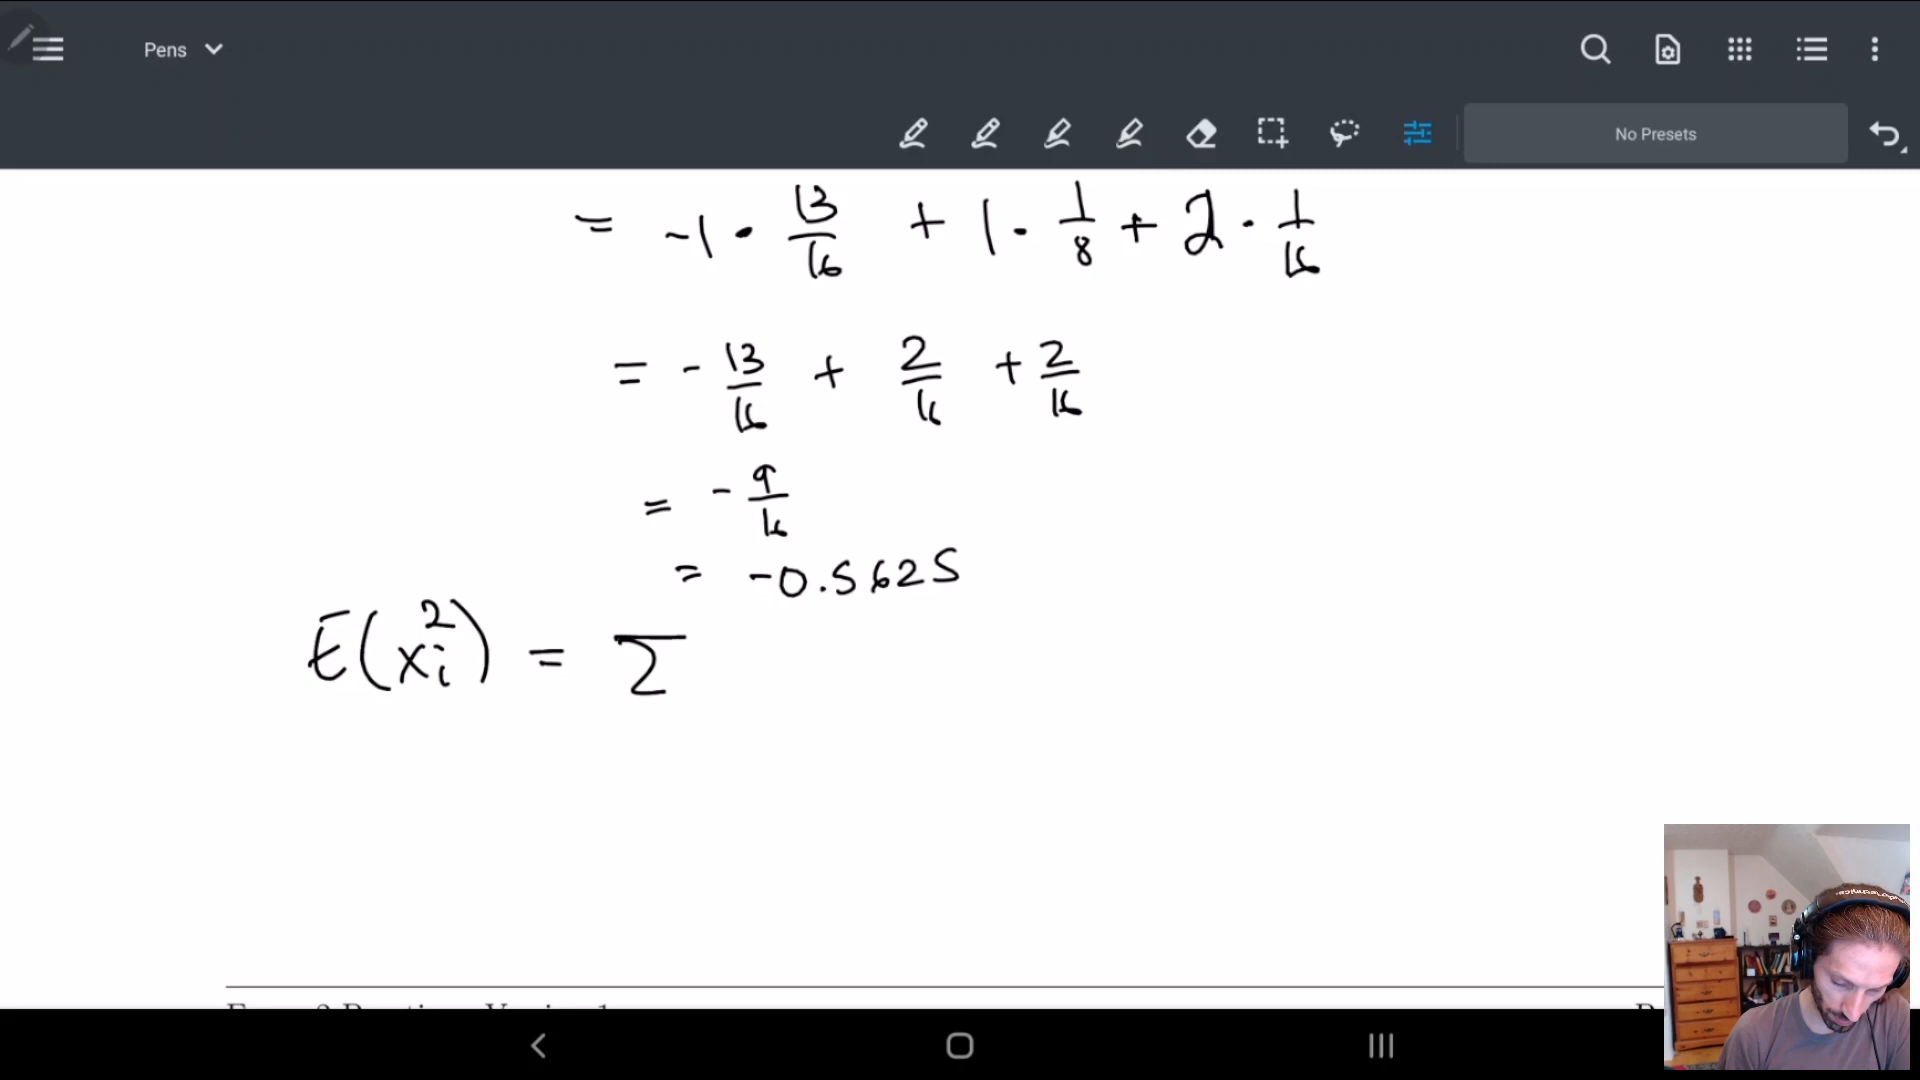 Pens
No Presets
= -1 · 13/16 + 1 · 1/8 + 2 · 1/16
= - 13/16 + 2/16 + 2/16
= - 9/16
= -0.5625
E(xᵢ²) = Σ